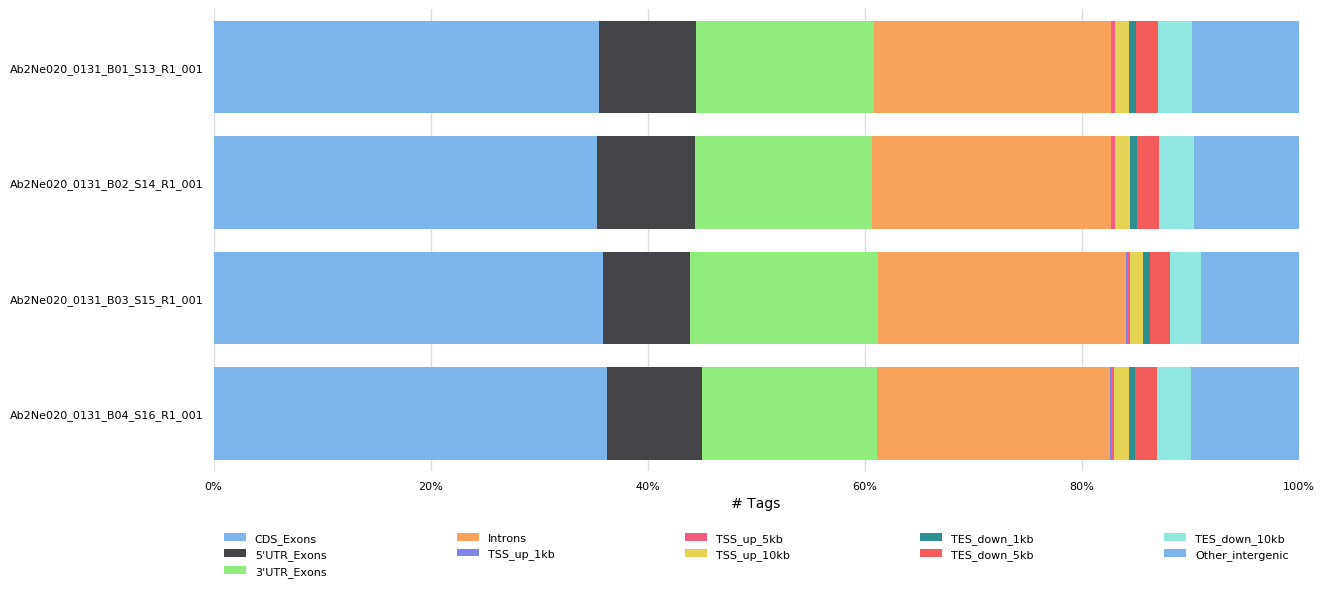 Ab2Ne020_0131_B01_S13_R1_001
Ab2Ne020_0131_B02_S14_R1_001
Ab2Ne020_0131_B03_S15_R1_001
Ab2Ne020_0131_B04_S16_R1_001
0% 20% 40% 60% 80% 100%
# Tags
CDS_Exons Introns TSS_up_5kb TES_down_1kb TES_down_10kb
5'UTR_Exons TSS_up_1kb TSS_up_10kb TES_down_5kb Other_intergenic
3'UTR_Exons